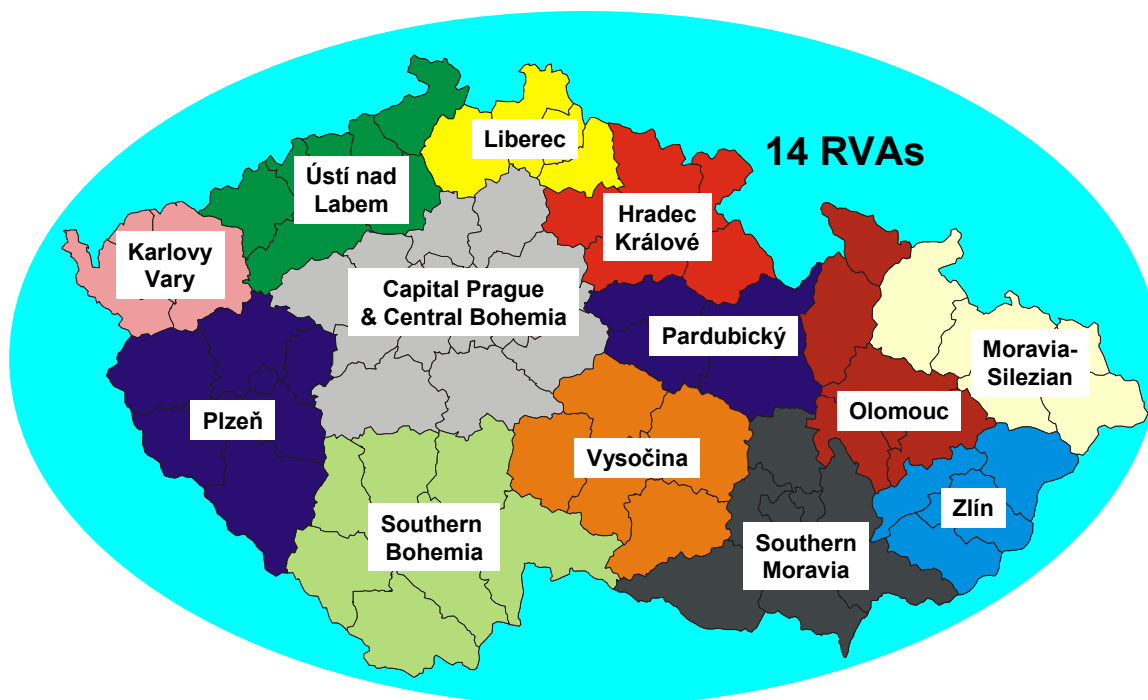 14 RVAs
Liberec
Ústí nad
Labem
Hradec
Králové
Karlovy
Vary
Capital Prague
& Central Bohemia
Pardubický
Moravia-
Silezian
Plzeň
Olomouc
Vysočina
Zlín
Southern
Bohemia
Southern
Moravia